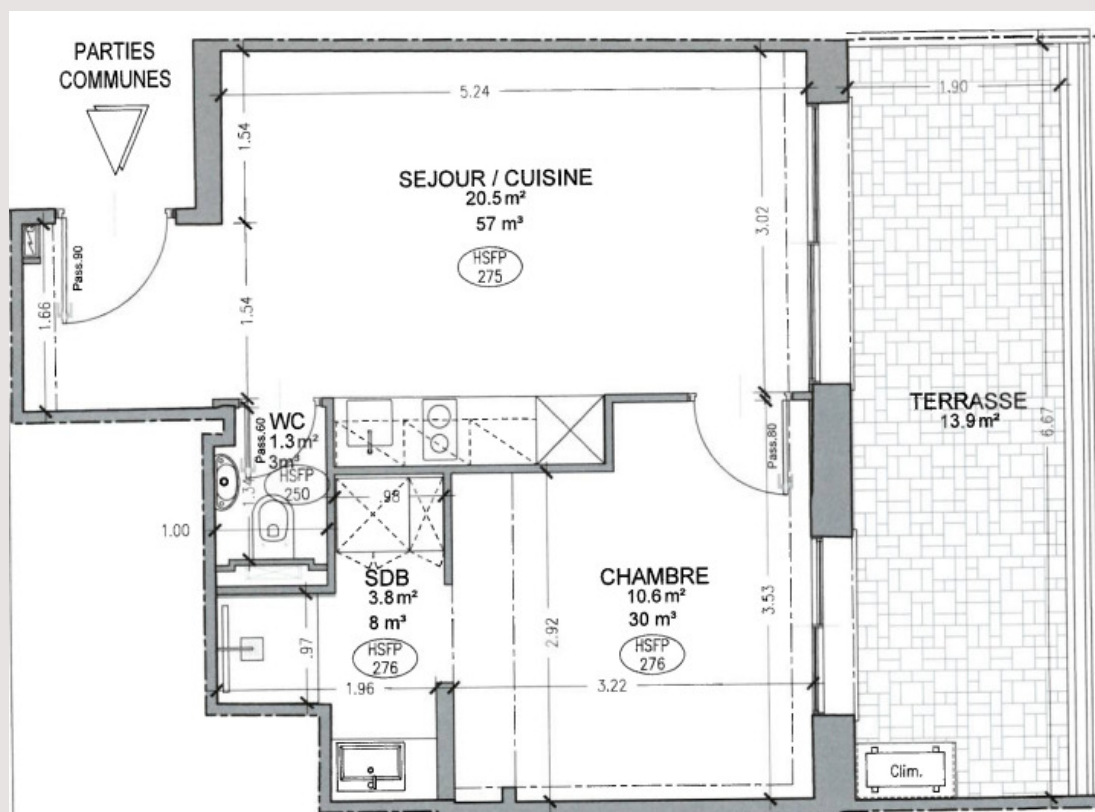 PARTIES
COMMUNES
5.24
1.90
1.54
SEJOUR / CUISINE
20.5 m²
57 m³
HSFP
275
3.02
Pass.90
1.66
1.54
TERRASSE
13.9 m²
6.67
WC
1.3 m²
3 m³
HSFP
250
Pass.60
1.34
Pass.80
.98
1.00
SDB
3.8 m²
8 m³
HSFP
276
CHAMBRE
10.6 m²
30 m³
HSFP
276
3.53
2.92
.97
1.96
3.22
Clim.